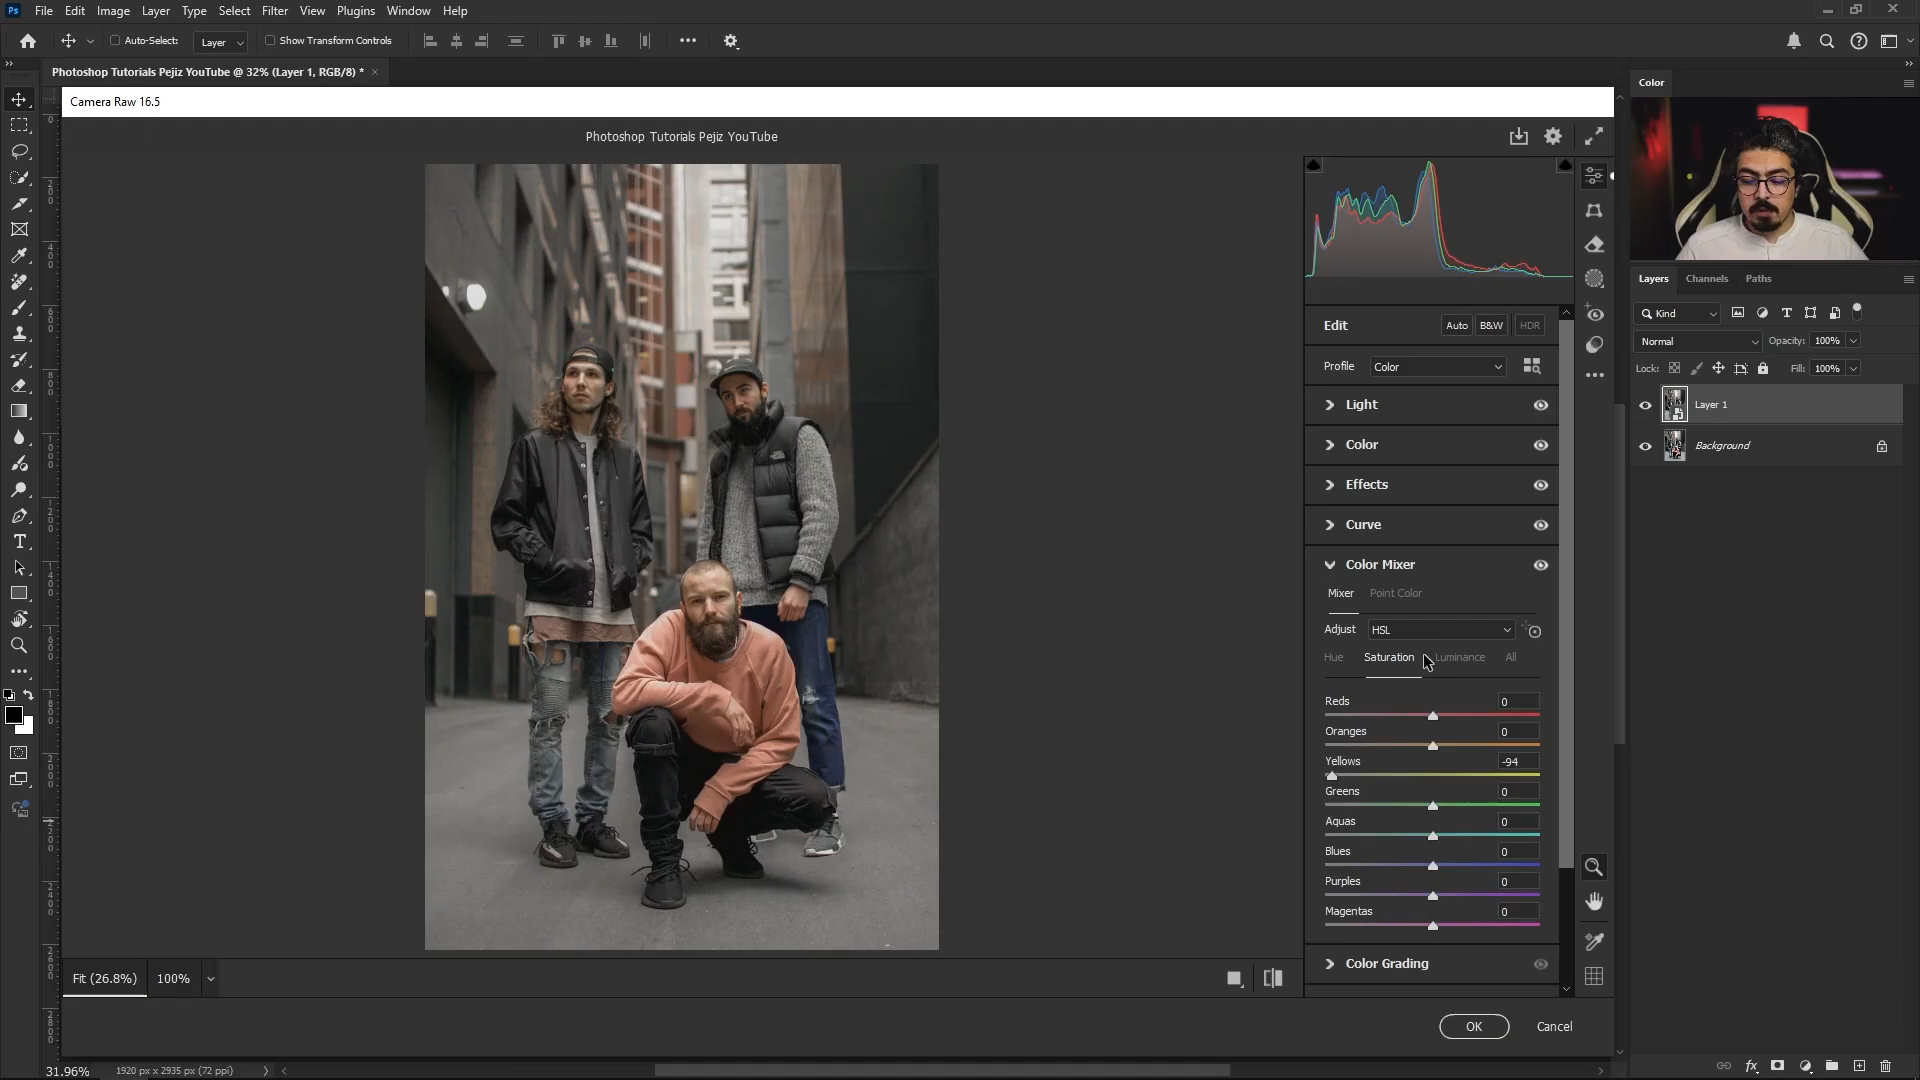 Ps File Edit Image Layer Type Select Filter View Plugins Window Help
Auto-Select: Layer Show Transform Controls
Photoshop Tutorials Pejiz YouTube @ 32% (Layer 1, RGB/8) *
Camera Raw 16.5
Photoshop Tutorials Pejiz YouTube
Edit Auto B&W HDR
Profile Color
Light
Color
Effects
Curve
Color Mixer
Mixer Point Color
Adjust HSL
Hue Saturation Luminance All
Reds 0
Oranges 0
Yellows -94
Greens 0
Aquas 0
Blues 0
Purples 0
Magentas 0
Color Grading
Fit (26.8%) 100%
OK Cancel
31.96% 1920 px x 2935 px (72 ppi)
Color
Layers Channels Paths
Kind
Normal Opacity: 100%
Lock: Fill: 100%
Layer 1
Background